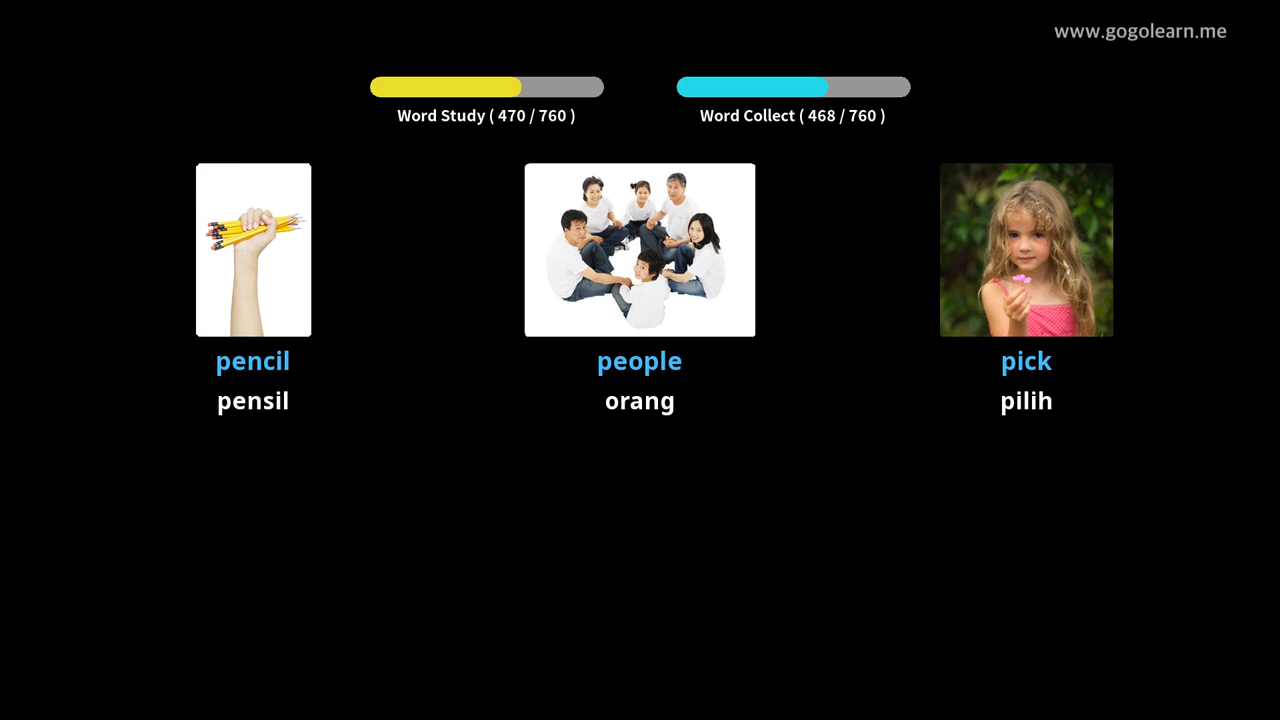 www.gogolearn.me
Word Study ( 470 / 760 )
Word Collect ( 468 / 760 )
pencil
pensil
people
orang
pick
pilih